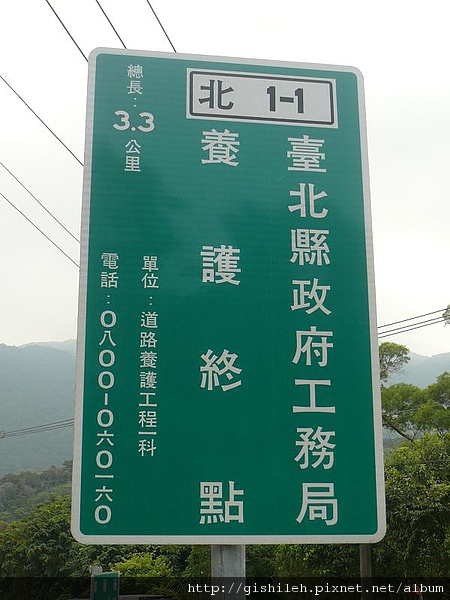 北 1-1
臺北縣政府工務局
養護終點
總長：3.3公里
單位：道路養護工程一科
電話：０八００-０六０一六０
http://gishileh.pixnet.net/album